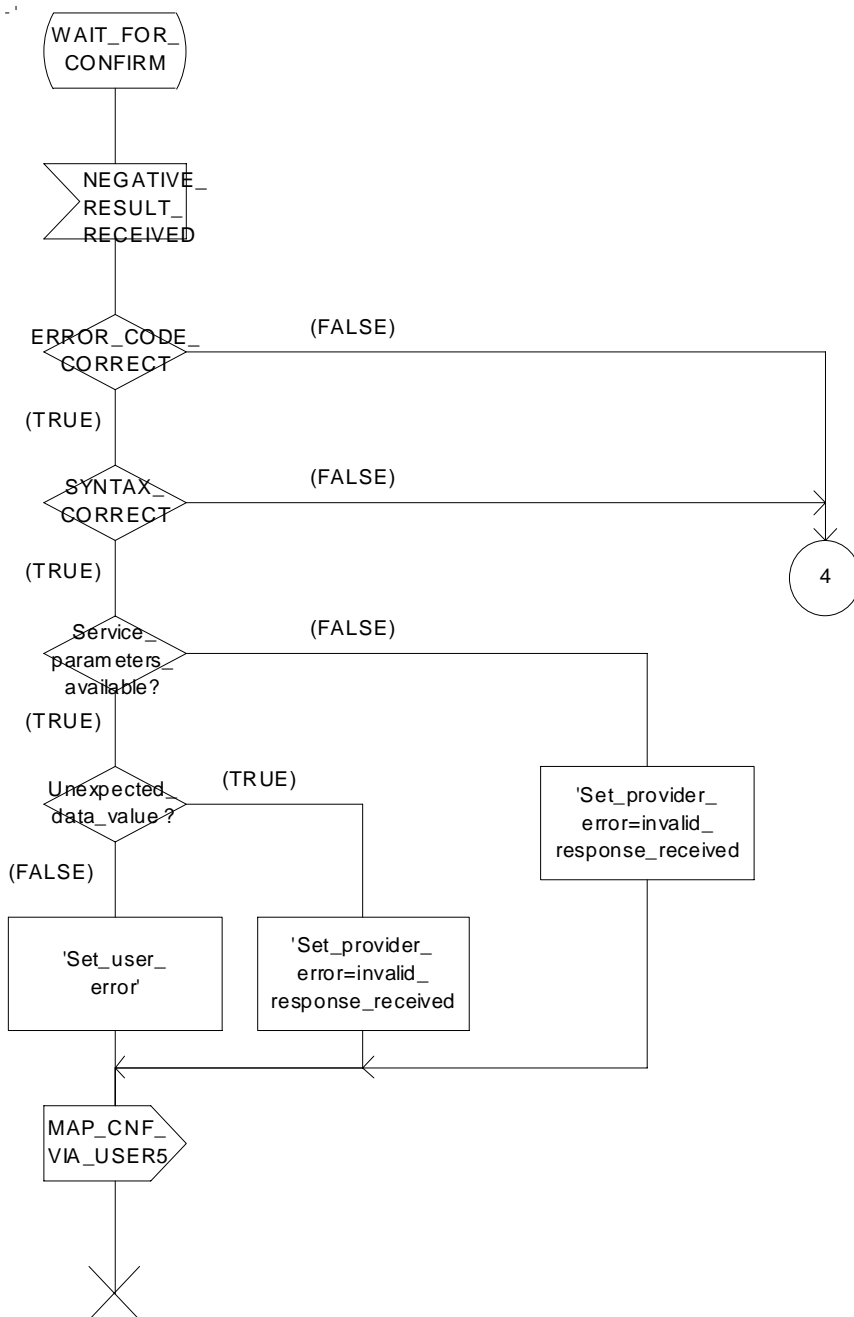 WAIT_FOR_
CONFIRM
NEGATIVE_
RESULT_
RECEIVED
ERROR_CODE_
CORRECT
(FALSE)
(TRUE)
SYNTAX_
CORRECT
(FALSE)
4
(TRUE)
Service_
parameters_
available?
(FALSE)
(TRUE)
Unexpected_
data_value ?
(TRUE)
'Set_provider_
error=invalid_
response_received
(FALSE)
'Set_user_
error'
'Set_provider_
error=invalid_
response_received
MAP_CNF_
VIA_USER5